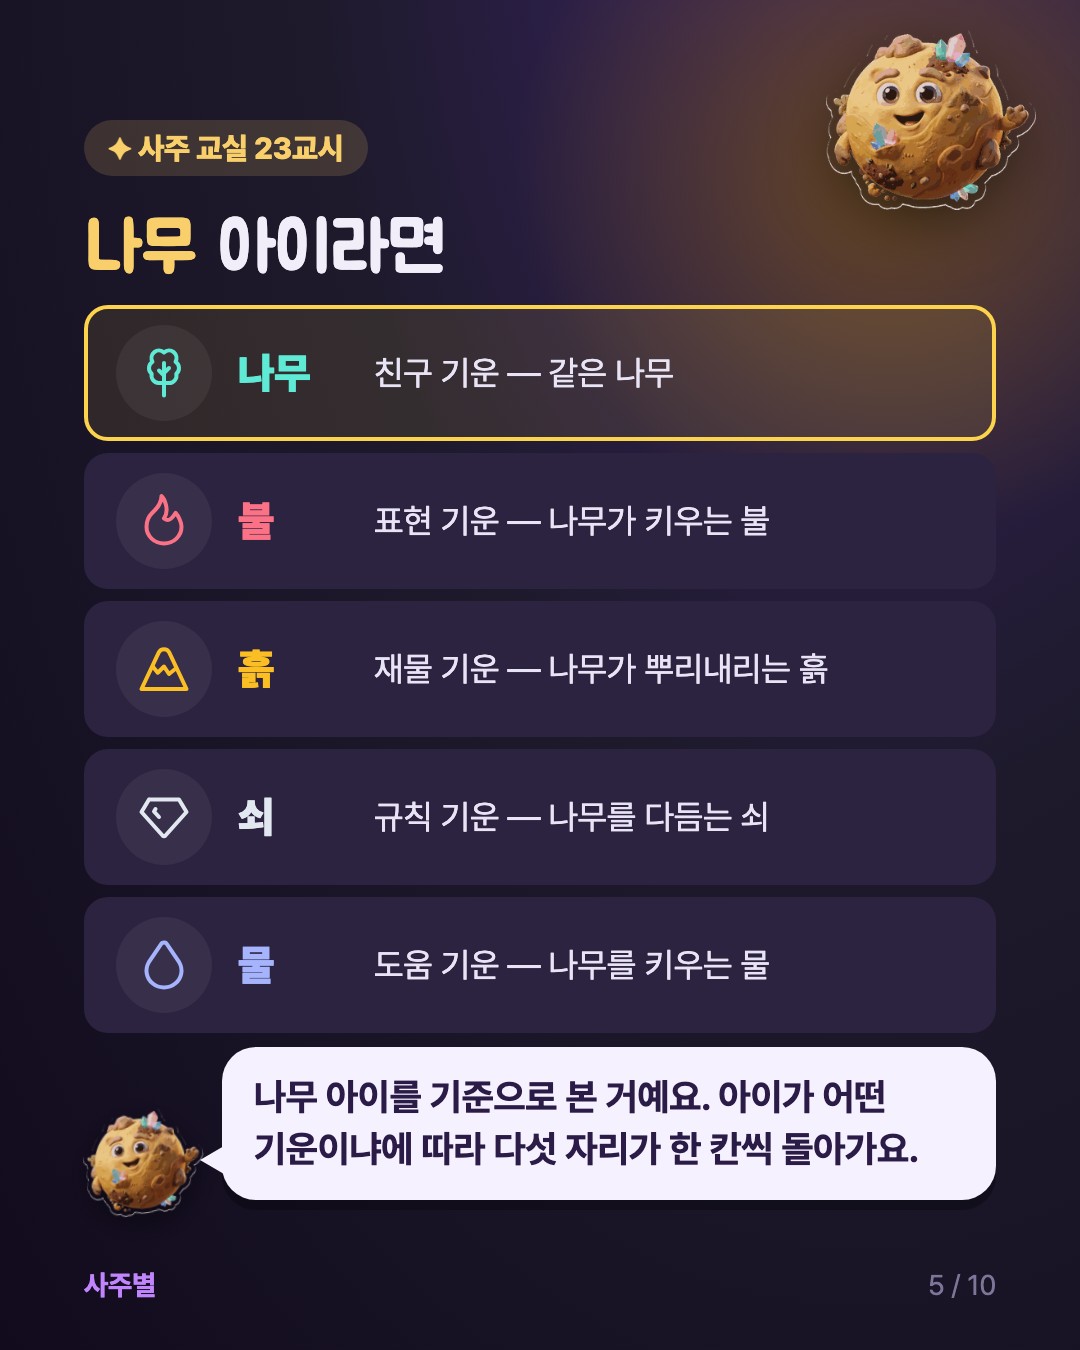 ✦ 사주 교실 23교시
나무 아이라면
나무 친구 기운 — 같은 나무
불 표현 기운 — 나무가 키우는 불
흙 재물 기운 — 나무가 뿌리내리는 흙
쇠 규칙 기운 — 나무를 다듬는 쇠
물 도움 기운 — 나무를 키우는 물
나무 아이를 기준으로 본 거예요. 아이가 어떤
기운이냐에 따라 다섯 자리가 한 칸씩 돌아가요.
사주별
5 / 10